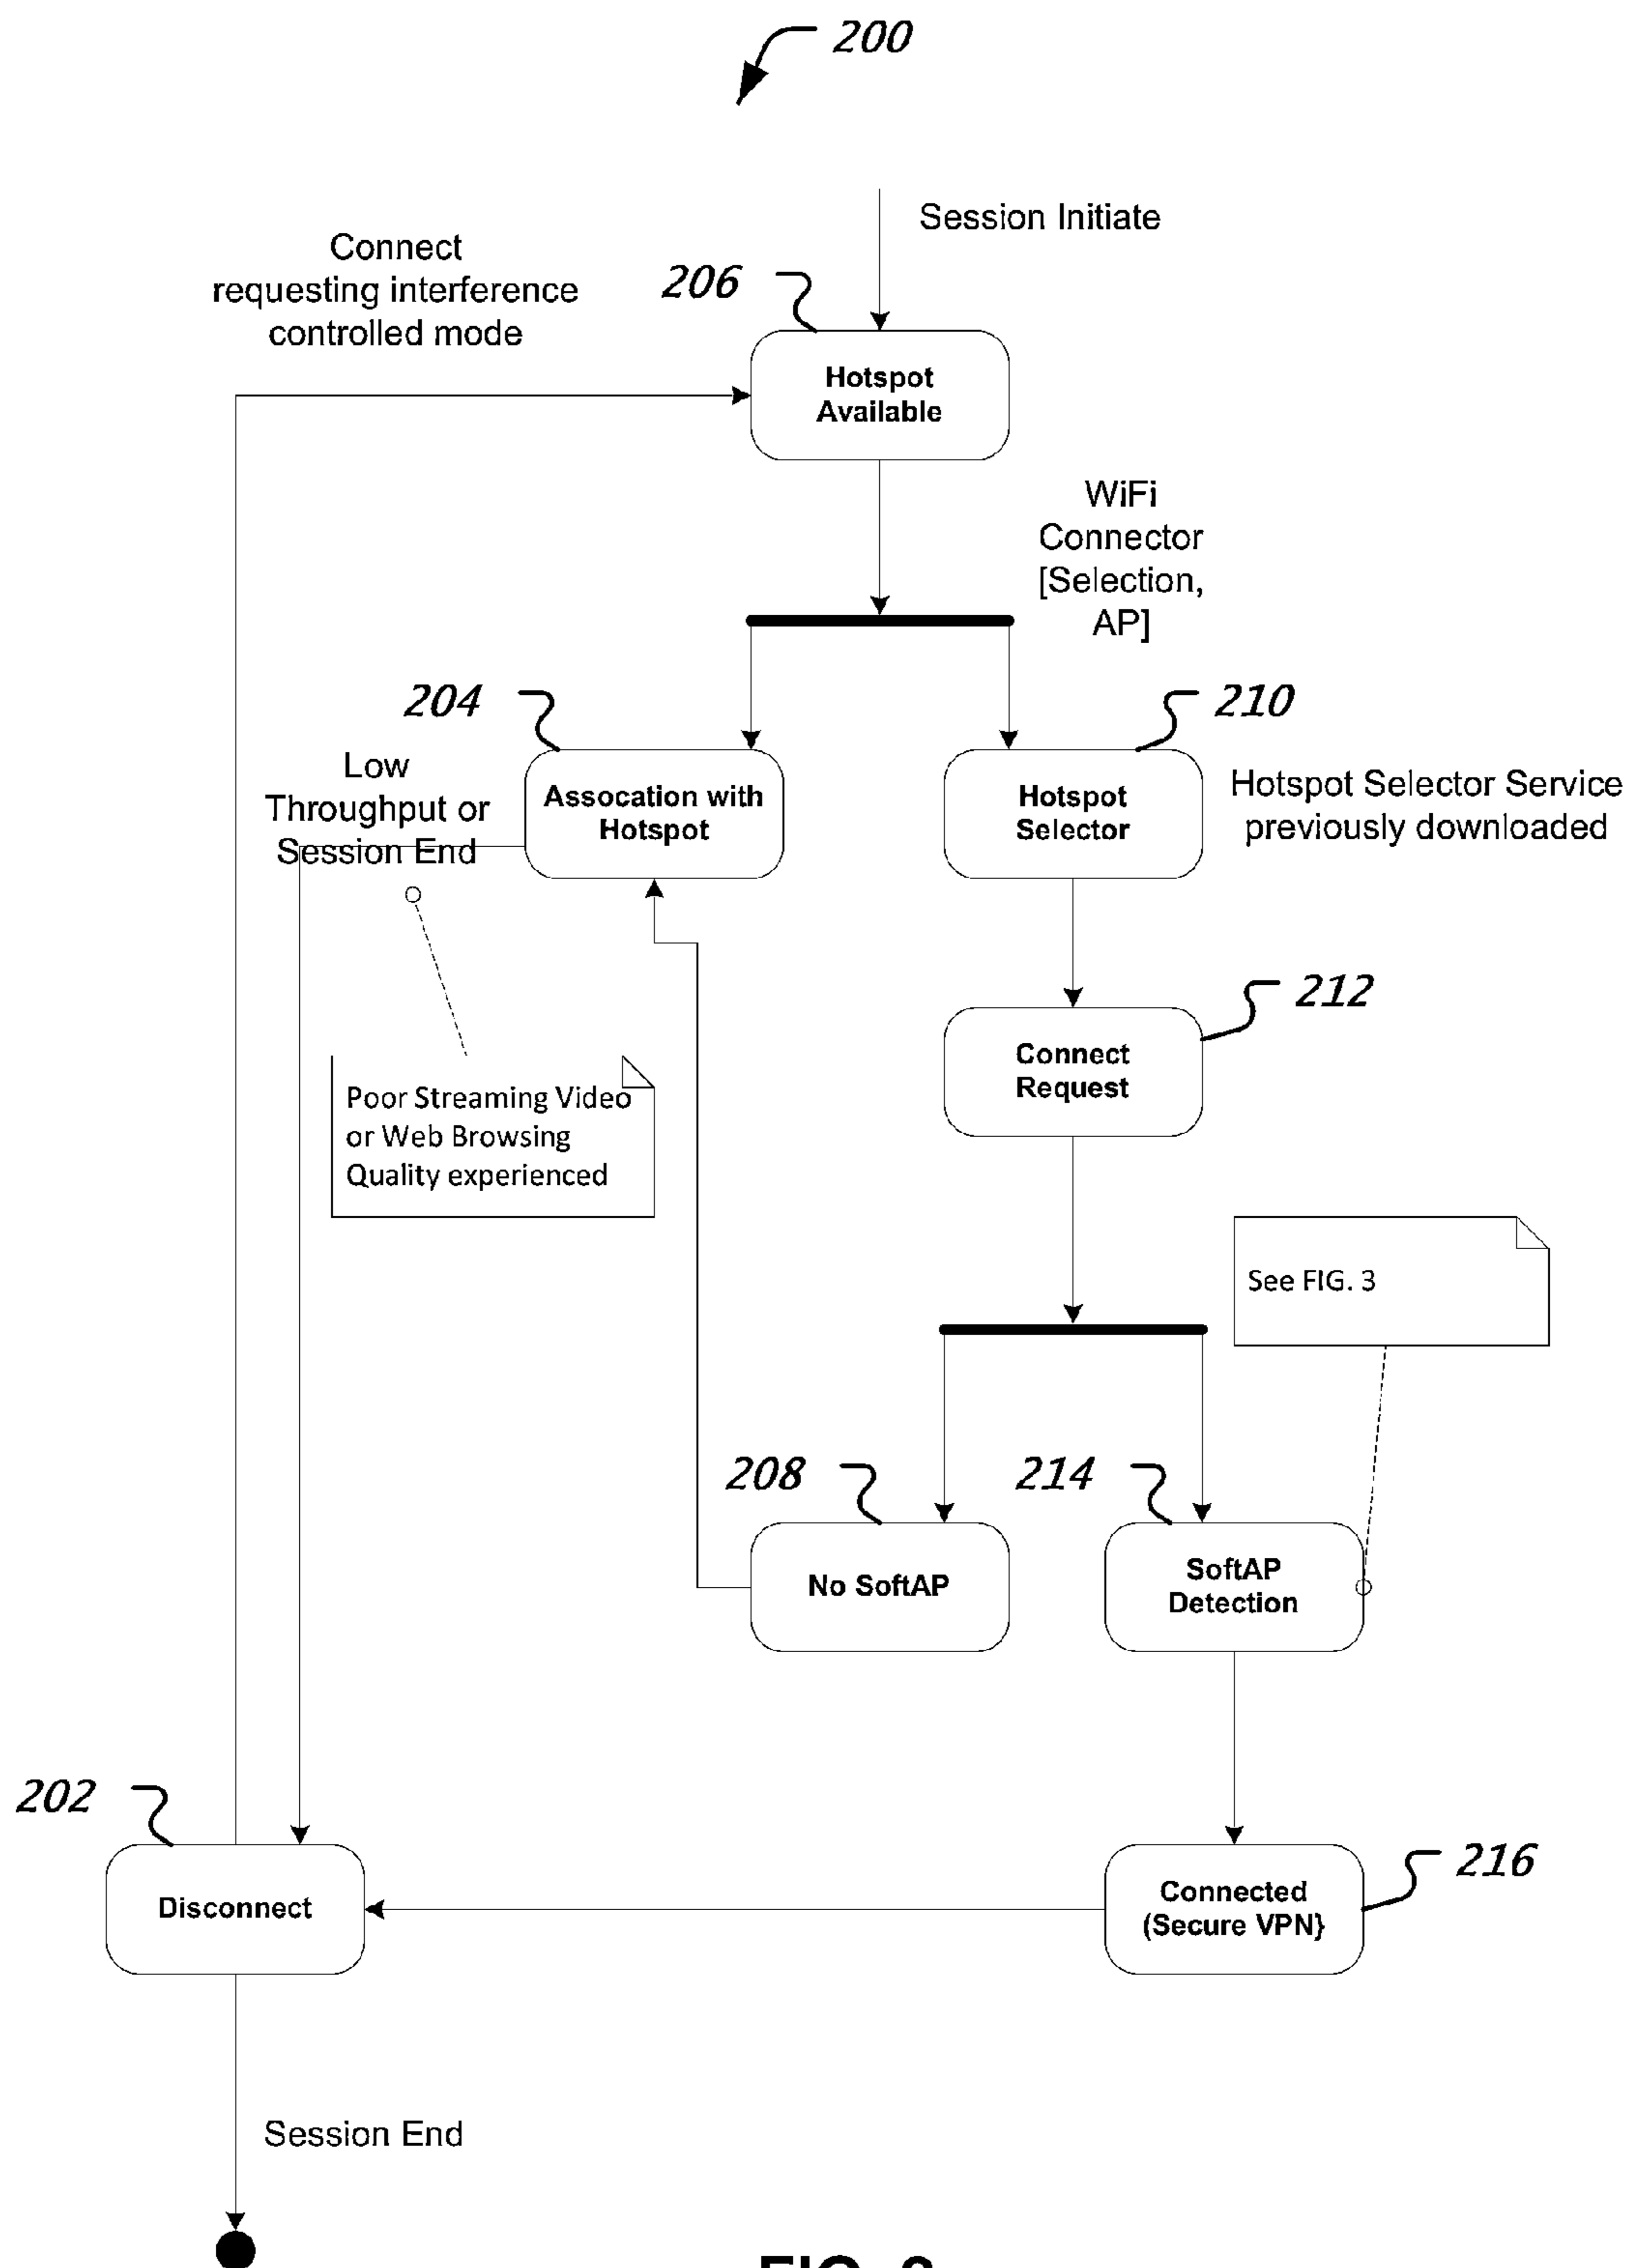 200
Session Initiate
Connect
requesting interference
controlled mode
206
Hotspot
Available
WiFi
Connector
[Selection,
AP]
204
210
Low
Throughput or
Session End
Assocation with
Hotspot
Hotspot
Selector
Hotspot Selector Service
previously downloaded
212
Connect
Request
Poor Streaming Video
or Web Browsing
Quality experienced
See FIG. 3
208
214
No SoftAP
SoftAP
Detection
202
216
Disconnect
Connected
(Secure VPN}
Session End